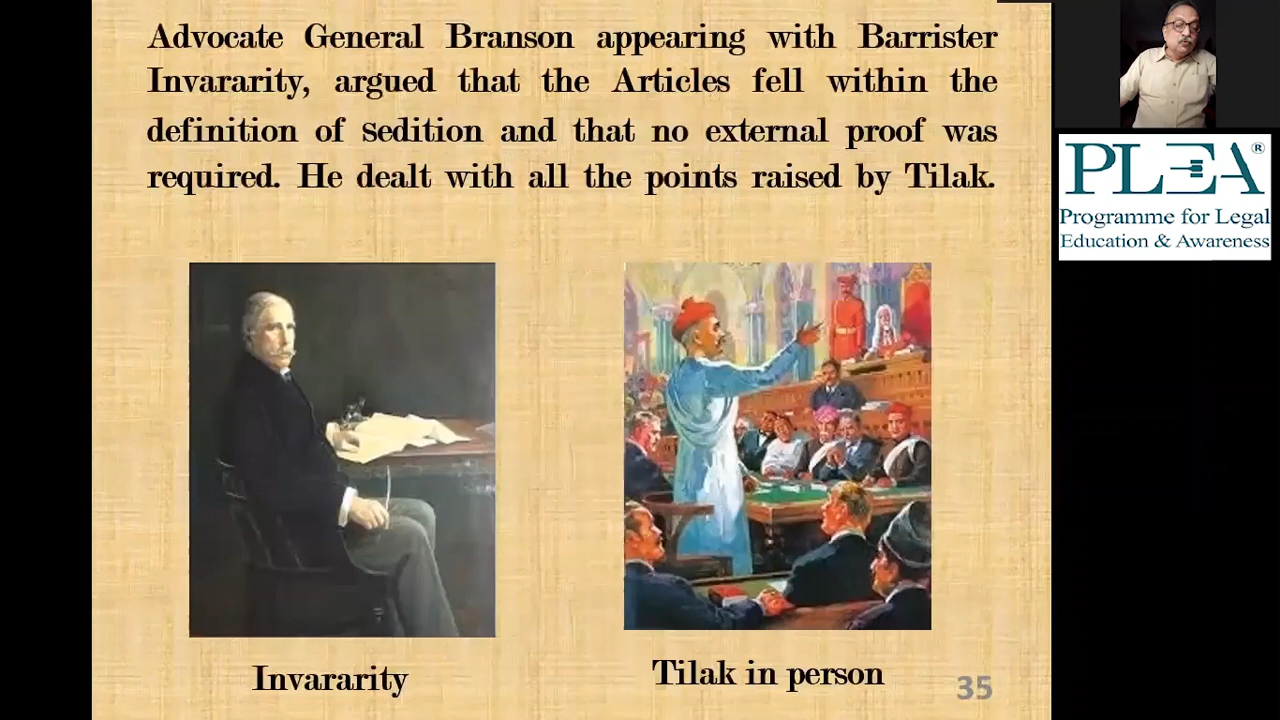 Advocate General Branson appearing with Barrister
Invararity, argued that the Articles fell within the
definition of sedition and that no external proof was
required. He dealt with all the points raised by Tilak.
Invararity
Tilak in person
35
PLEA®
Programme for Legal
Education & Awareness